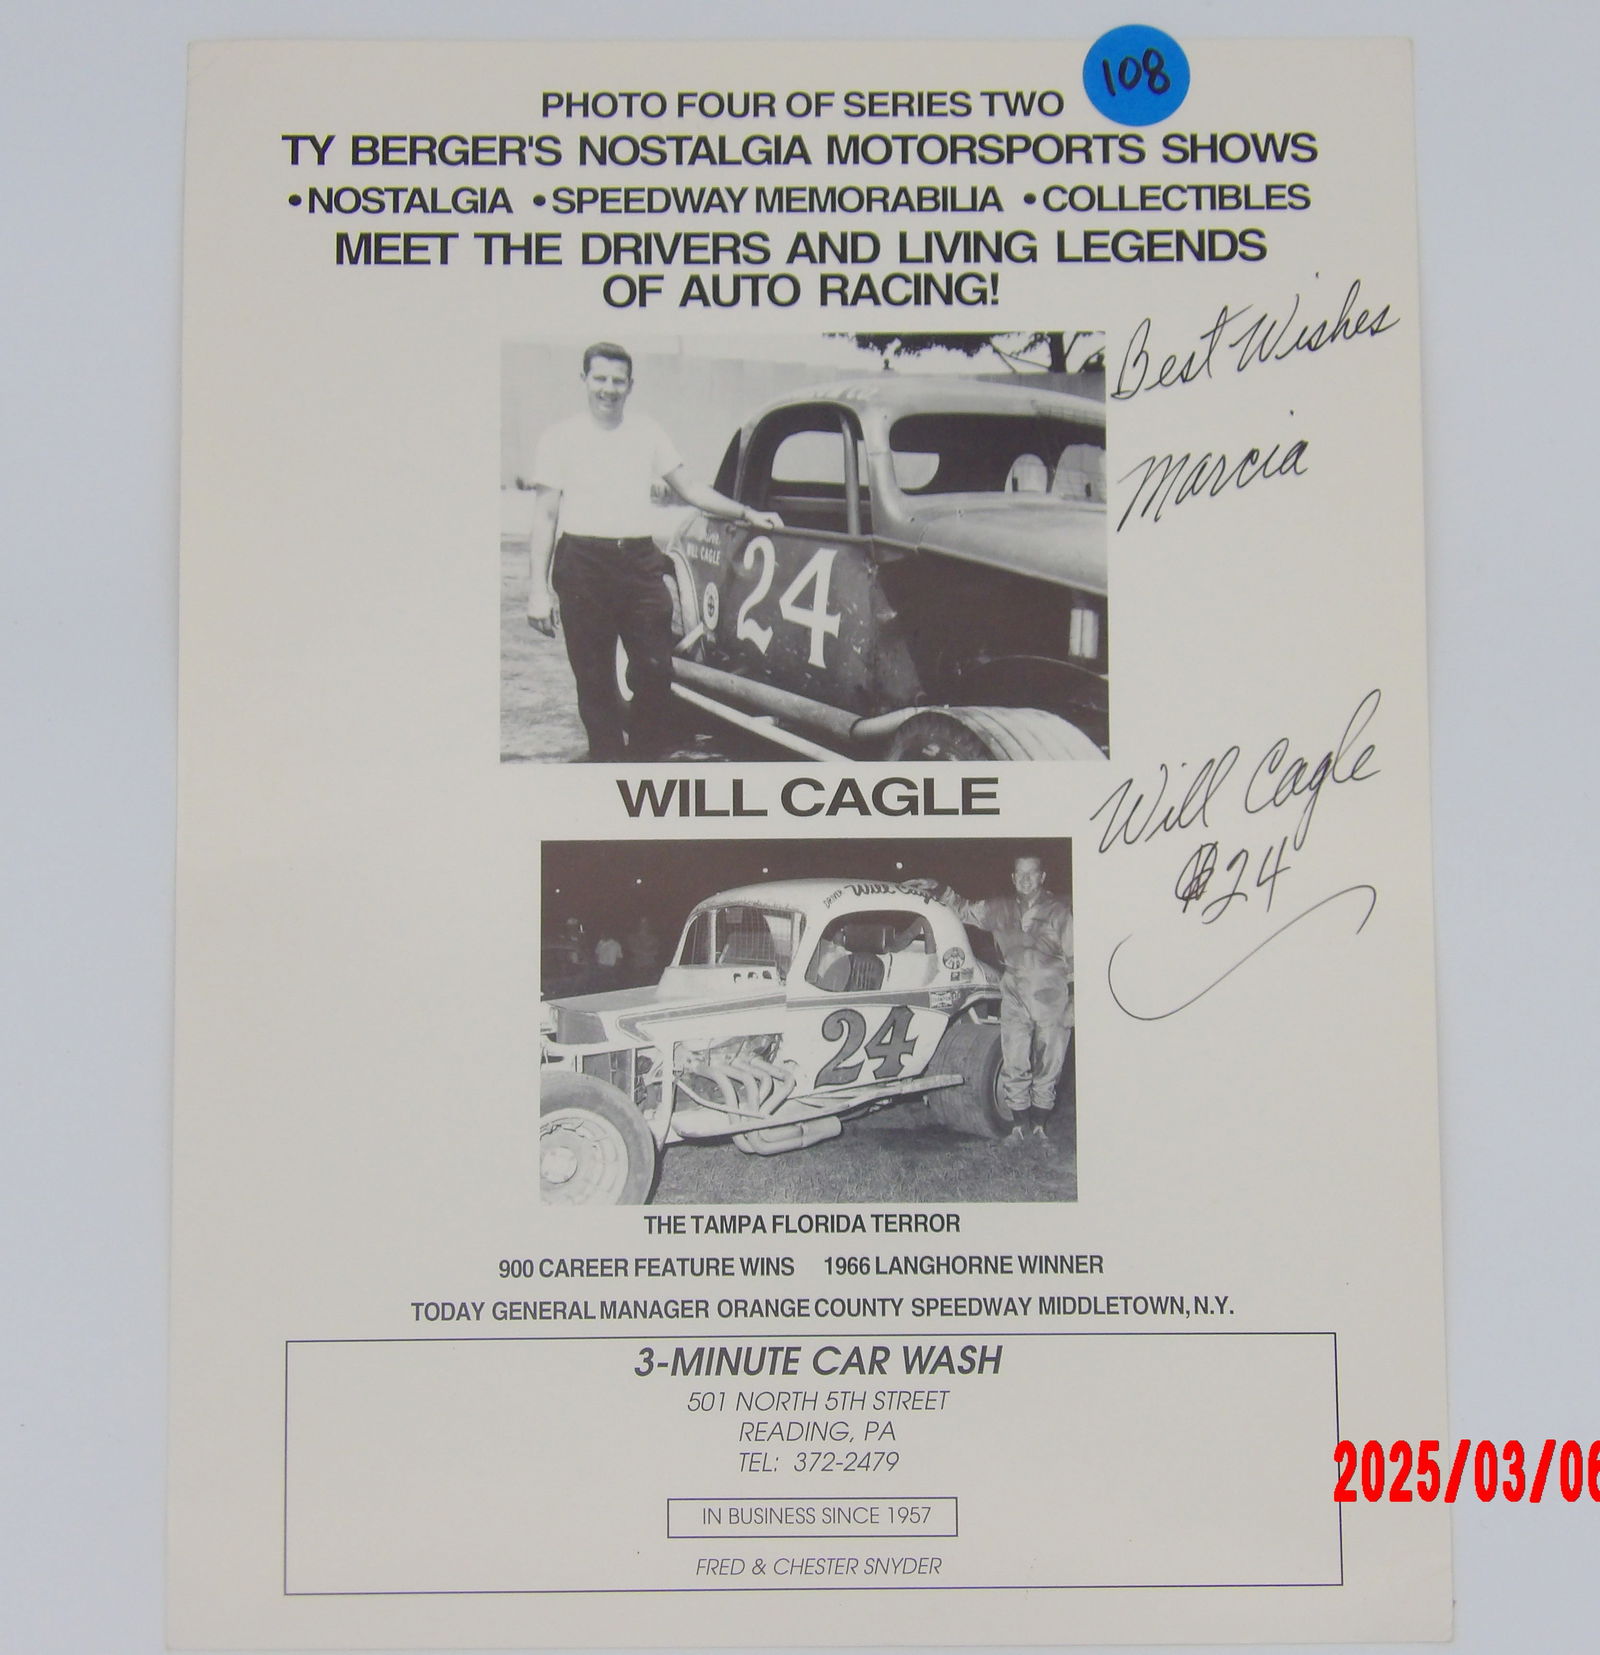 108
PHOTO FOUR OF SERIES TWO
TY BERGER'S NOSTALGIA MOTORSPORTS SHOWS
•NOSTALGIA •SPEEDWAY MEMORABILIA •COLLECTIBLES
MEET THE DRIVERS AND LIVING LEGENDS
OF AUTO RACING!
Best Wishes
Marcia
WILL CAGLE
24
WILL CAGLE
Will Cagle
#24
DRIVER Will Cagle
24
THE TAMPA FLORIDA TERROR
900 CAREER FEATURE WINS 1966 LANGHORNE WINNER
TODAY GENERAL MANAGER ORANGE COUNTY SPEEDWAY MIDDLETOWN, N.Y.
3-MINUTE CAR WASH
501 NORTH 5TH STREET
READING, PA
TEL: 372-2479
IN BUSINESS SINCE 1957
FRED & CHESTER SNYDER
2025/03/06